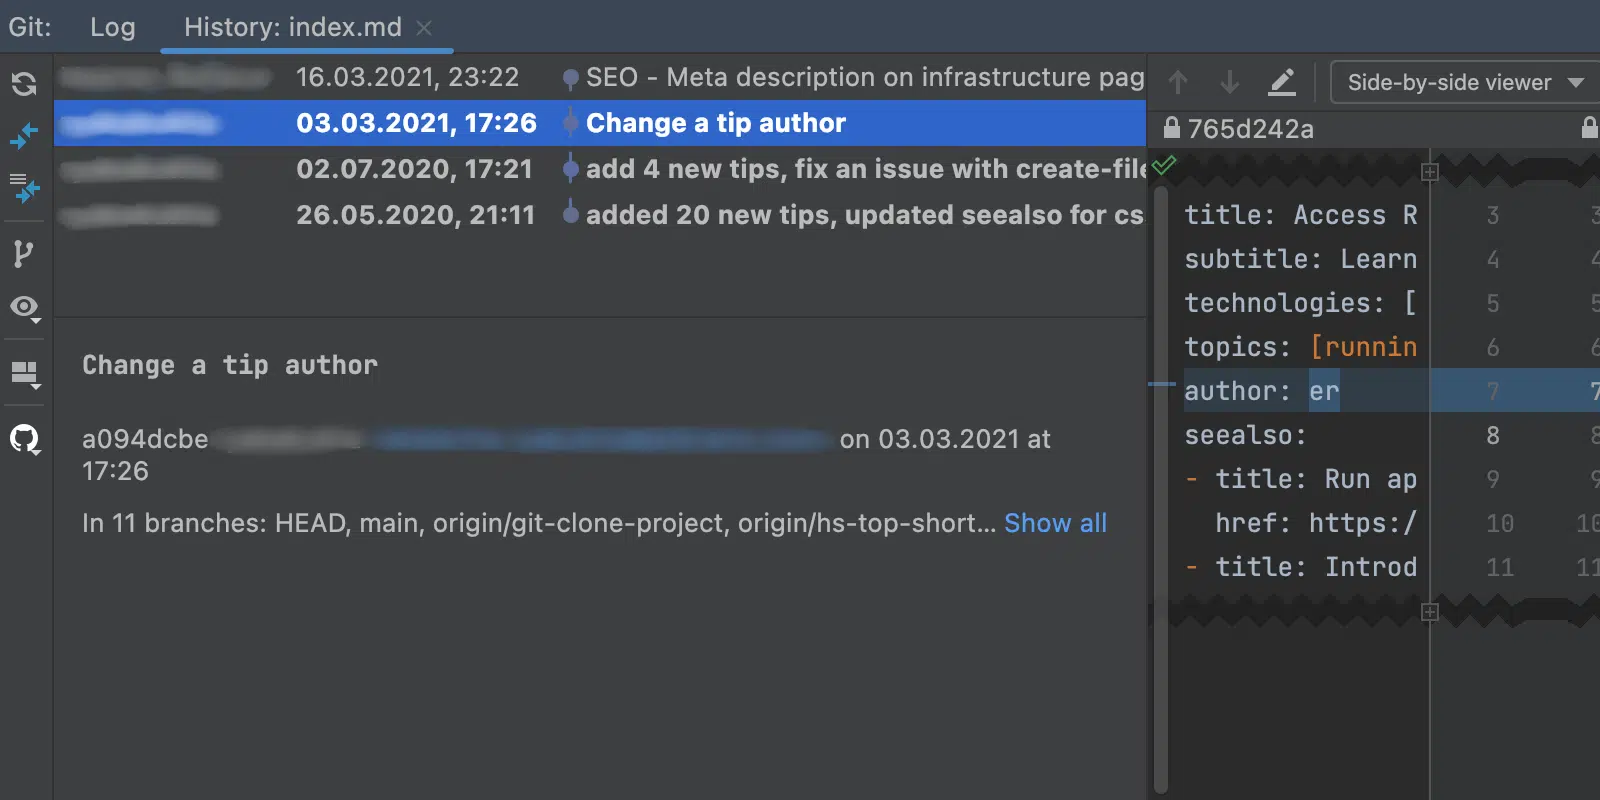 Git: Log History: index.md
16.03.2021, 23:22 SEO - Meta description on infrastructure pag
03.03.2021, 17:26 Change a tip author
02.07.2020, 17:21 add 4 new tips, fix an issue with create-file
26.05.2020, 21:11 added 20 new tips, updated seealso for cs
Change a tip author
a094dcbe on 03.03.2021 at
17:26
In 11 branches: HEAD, main, origin/git-clone-project, origin/hs-top-short... Show all
Side-by-side viewer
765d242a
title: Access R 3 3
subtitle: Learn 4 4
technologies: [ 5 5
topics: [runnin 6 6
author: er 7 7
seealso: 8 8
- title: Run ap 9 9
href: https:/ 10 10
- title: Introd 11 11